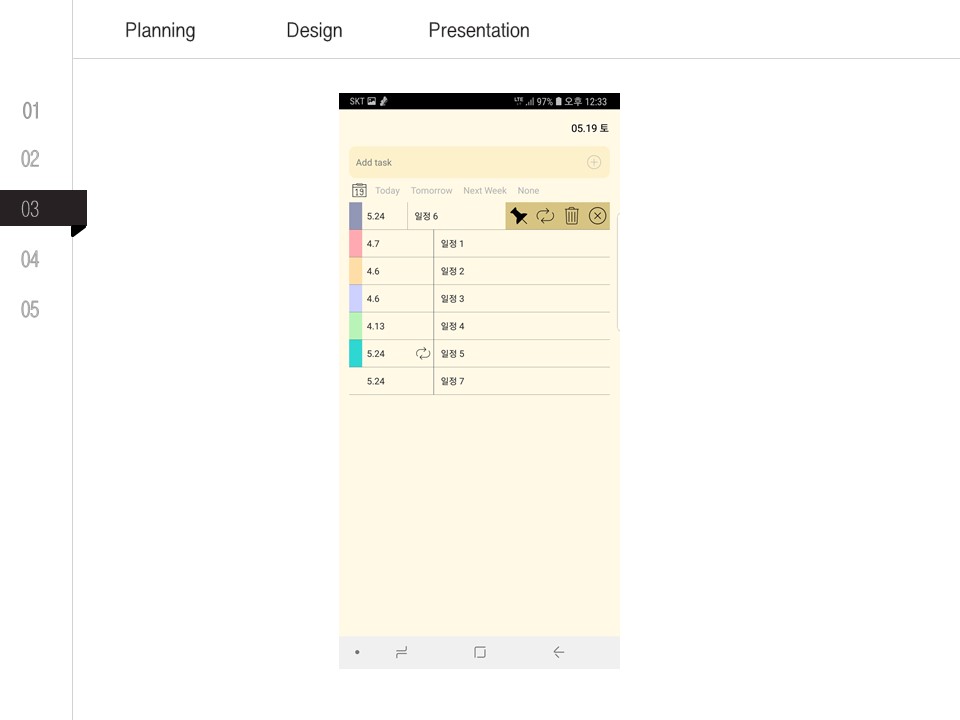 Planning Design Presentation
01
02
03
04
05
SKT LTE 97% 오후 12:33
05.19 토
Add task
19 Today Tomorrow Next Week None
5.24 일정 6
4.7 일정 1
4.6 일정 2
4.6 일정 3
4.13 일정 4
5.24 일정 5
5.24 일정 7